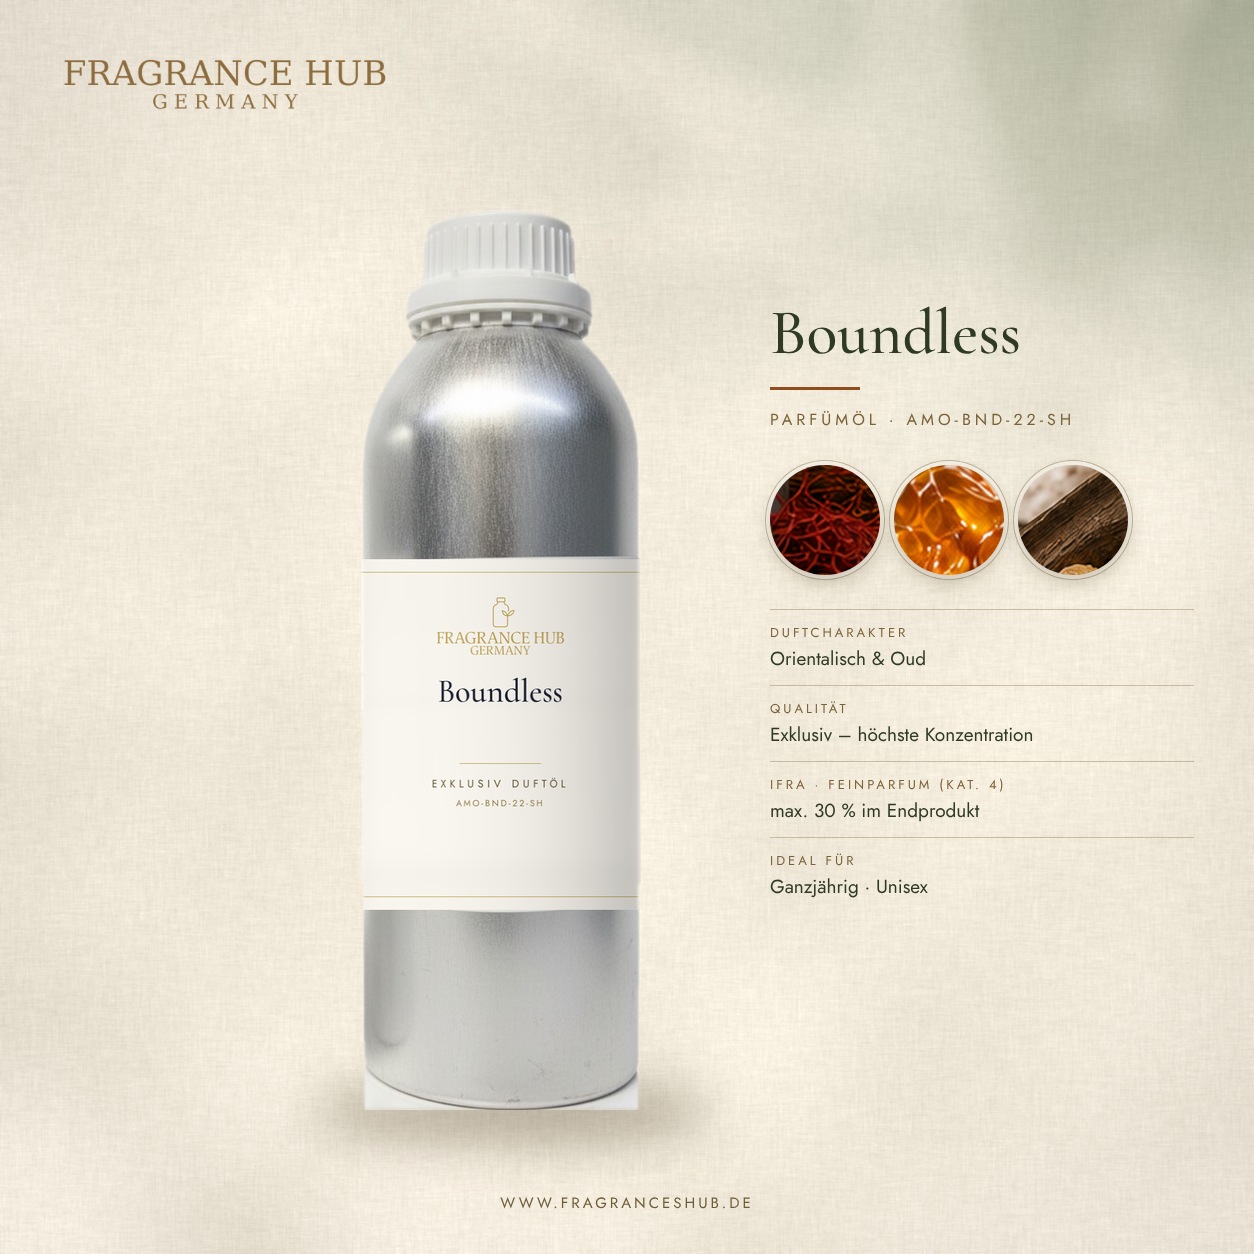 FRAGRANCE HUB
GERMANY
Boundless
PARFÜMÖL · AMO-BND-22-SH
DUFTCHARAKTER
Orientalisch & Oud
QUALITÄT
Exklusiv – höchste Konzentration
IFRA · FEINPARFUM (KAT. 4)
max. 30 % im Endprodukt
IDEAL FÜR
Ganzjährig · Unisex
FRAGRANCE HUB
GERMANY
Boundless
EXKLUSIV DUFTÖL
AMO-BND-22-SH
WWW.FRAGRANCESHUB.DE